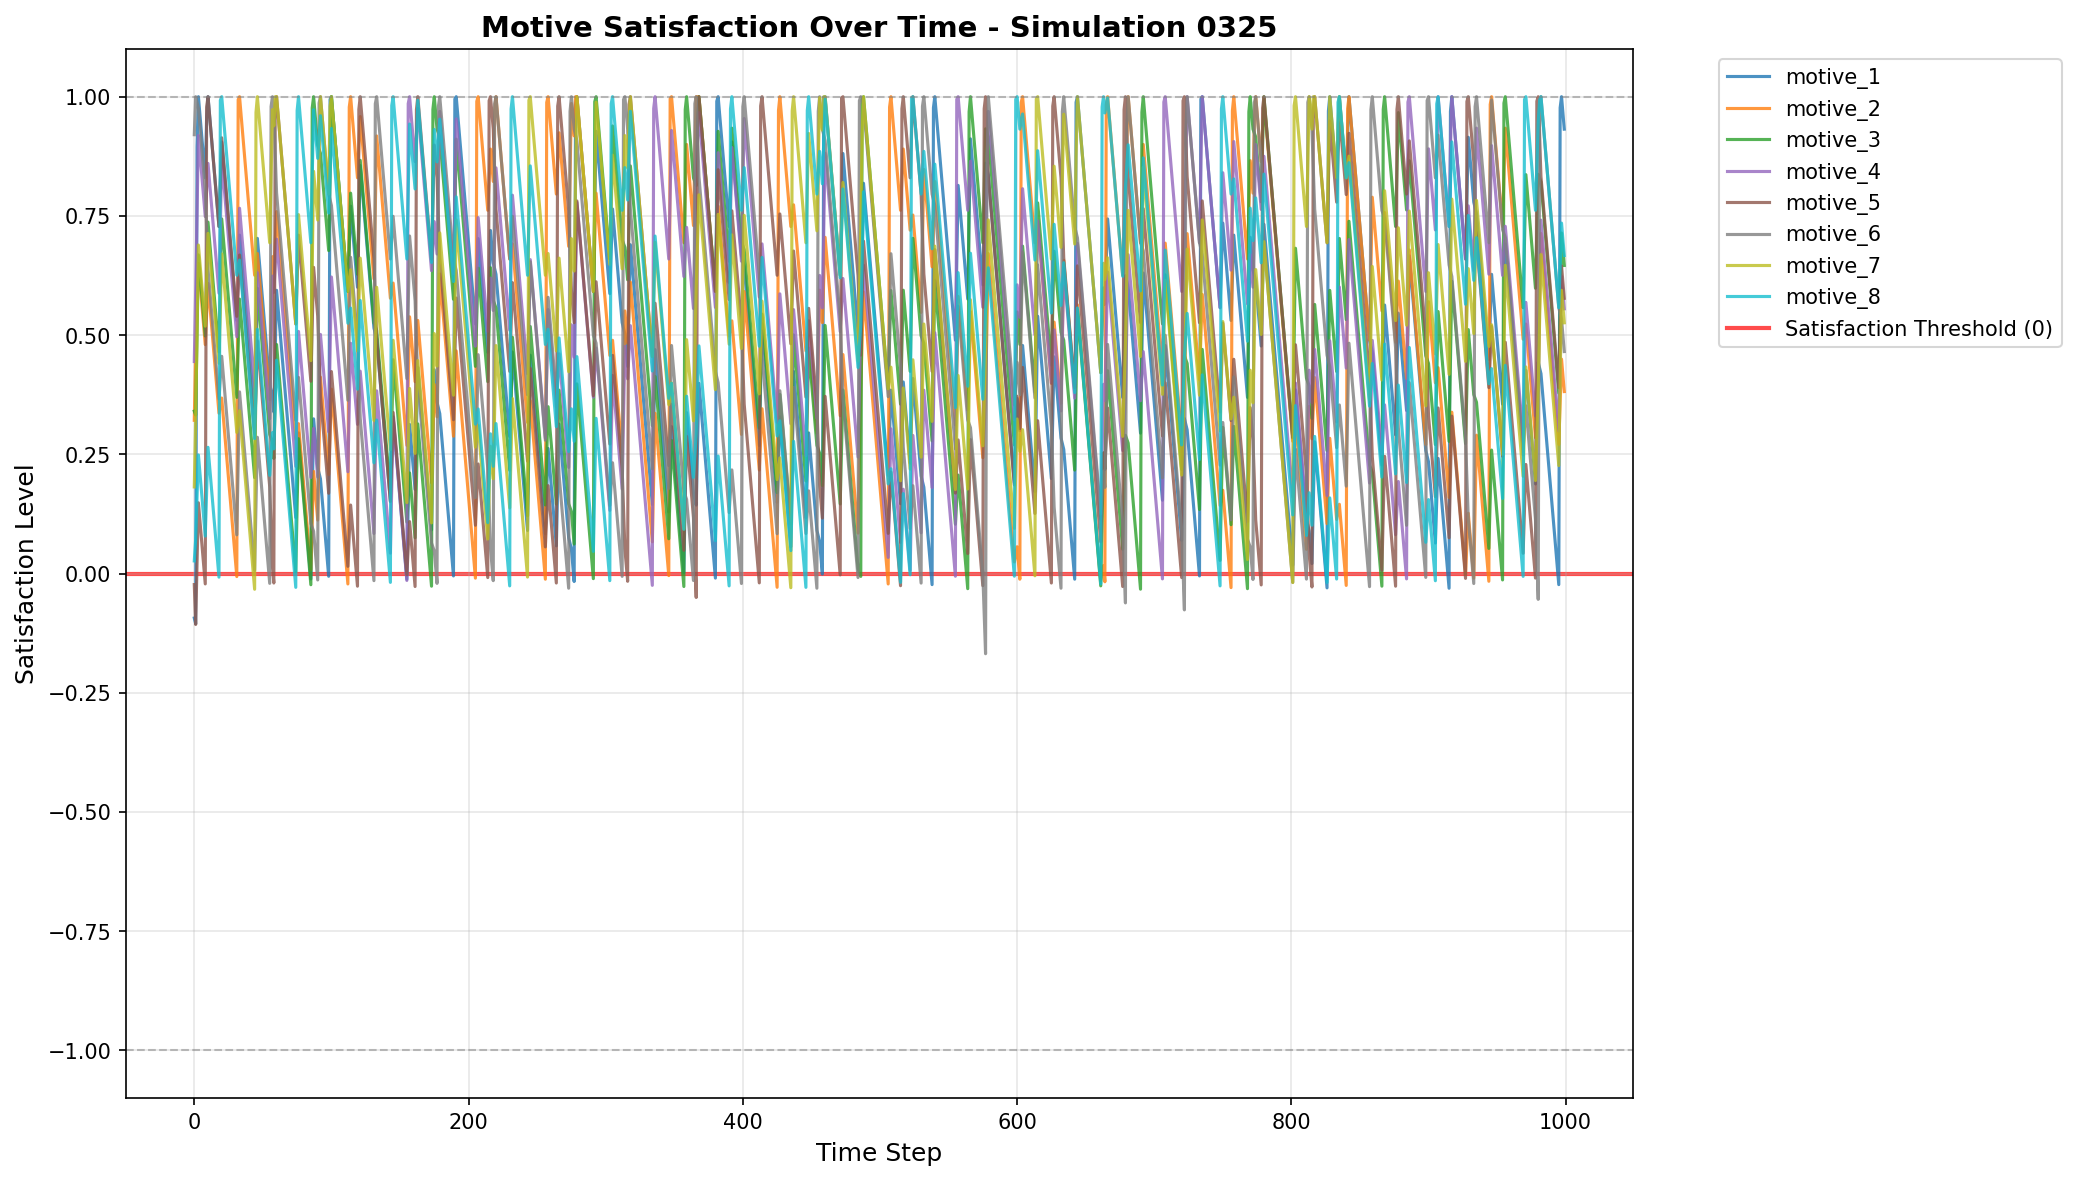 Motive Satisfaction Over Time - Simulation 0325
Satisfaction Level
1.00
0.75
0.50
0.25
0.00
−0.25
−0.50
−0.75
−1.00
0
200
400
600
800
1000
Time Step
motive_1
motive_2
motive_3
motive_4
motive_5
motive_6
motive_7
motive_8
Satisfaction Threshold (0)